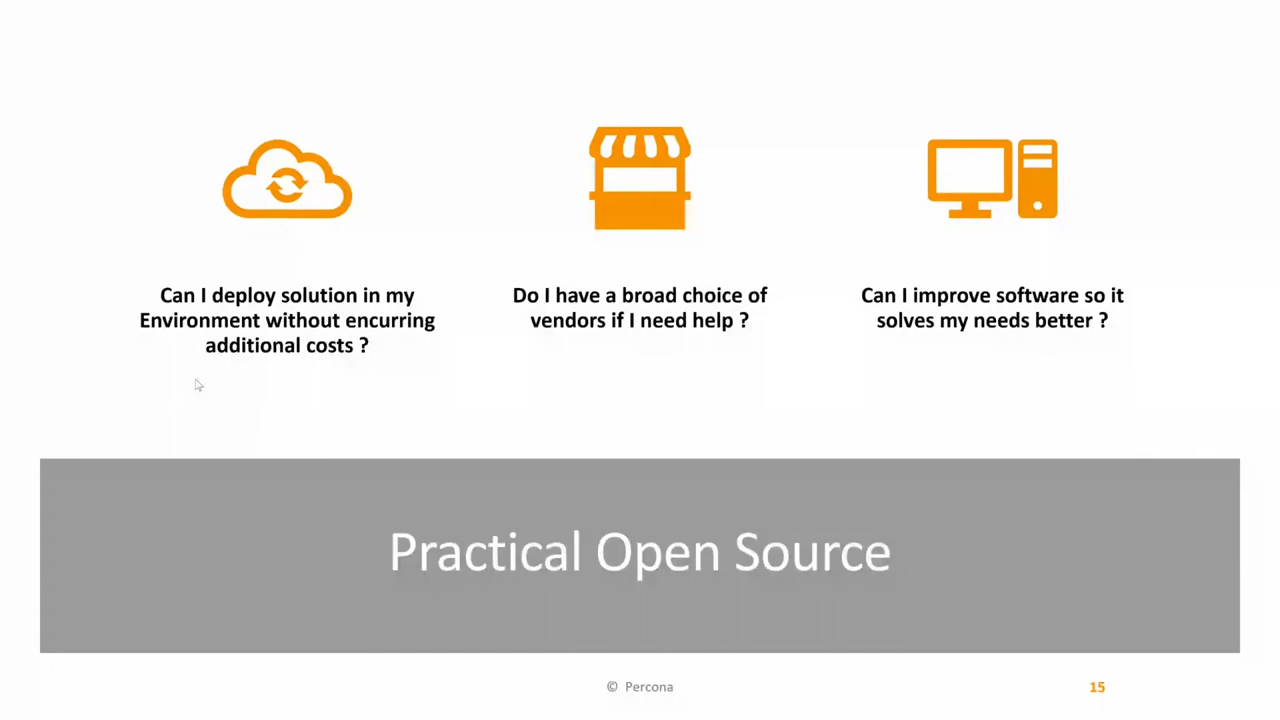 Can I deploy solution in my
Environment without encurring
additional costs ?
Do I have a broad choice of
vendors if I need help ?
Can I improve software so it
solves my needs better ?
Practical Open Source
© Percona
15